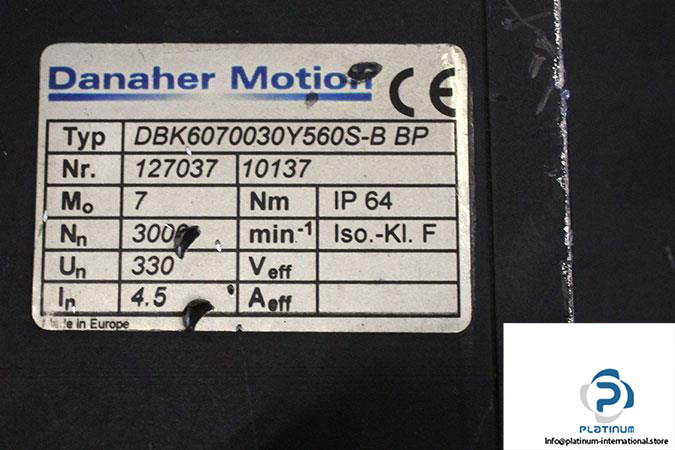 Danaher Motion CE
Typ DBK6070030Y560S-B BP
Nr. 127037 10137
Mo 7 Nm IP 64
Nn 3000 min-1 Iso.-Kl. F
Un 330 Veff
In 4.5 Aeff
in Europe
PLATINUM
Info@platinum-international.store